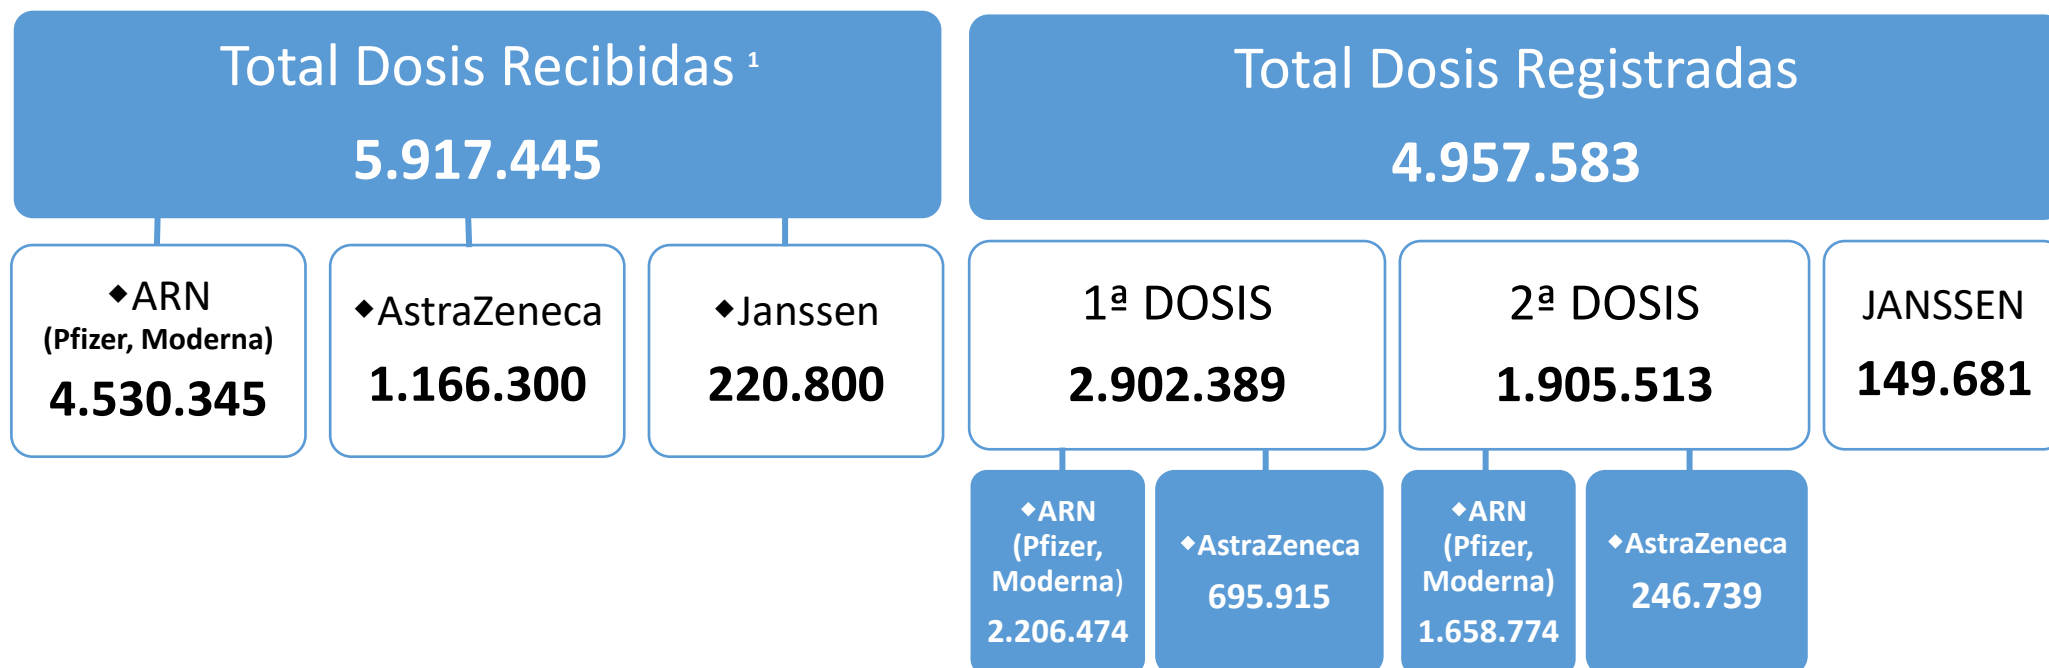 Total Dosis Recibidas 1
5.917.445
◆ARN
(Pfizer, Moderna)
4.530.345
◆AstraZeneca
1.166.300
◆Janssen
220.800
Total Dosis Registradas
4.957.583
1ª DOSIS
2.902.389
2ª DOSIS
1.905.513
JANSSEN
149.681
◆ARN
(Pfizer,
Moderna)
2.206.474
◆AstraZeneca
695.915
◆ARN
(Pfizer,
Moderna)
1.658.774
◆AstraZeneca
246.739